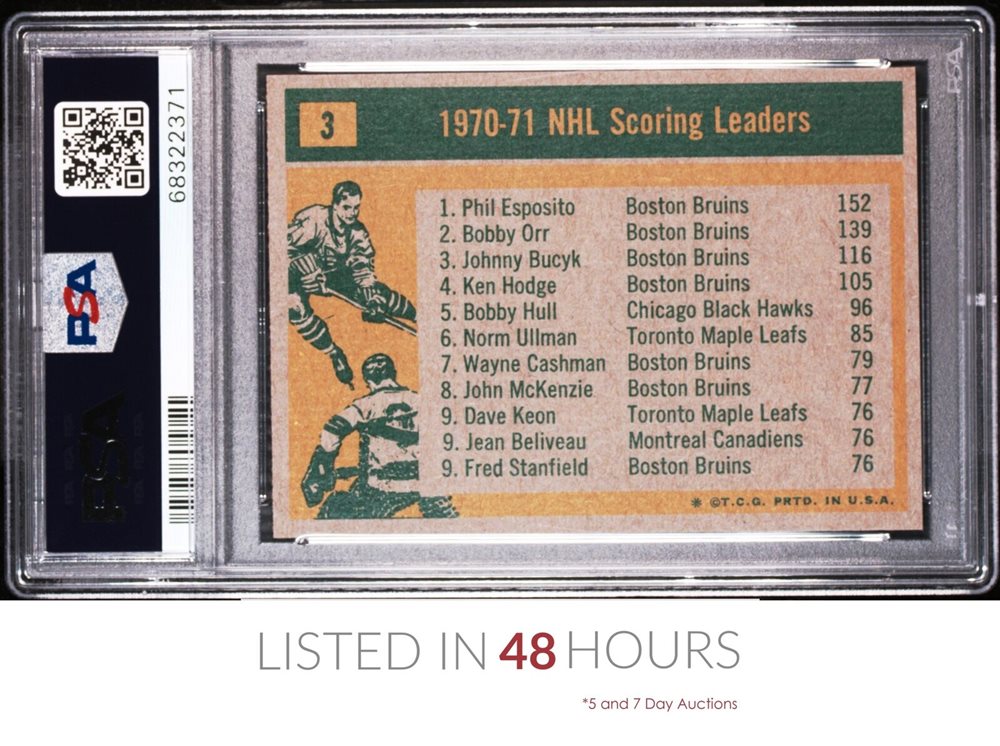 68322371
PSA
PSA
PSA
3
1970-71 NHL Scoring Leaders
1. Phil Esposito Boston Bruins 152
2. Bobby Orr Boston Bruins 139
3. Johnny Bucyk Boston Bruins 116
4. Ken Hodge Boston Bruins 105
5. Bobby Hull Chicago Black Hawks 96
6. Norm Ullman Toronto Maple Leafs 85
7. Wayne Cashman Boston Bruins 79
8. John McKenzie Boston Bruins 77
9. Dave Keon Toronto Maple Leafs 76
9. Jean Beliveau Montreal Canadiens 76
9. Fred Stanfield Boston Bruins 76
* ©T.C.G. PRTD. IN U.S.A.
LISTED IN 48 HOURS
*5 and 7 Day Auctions